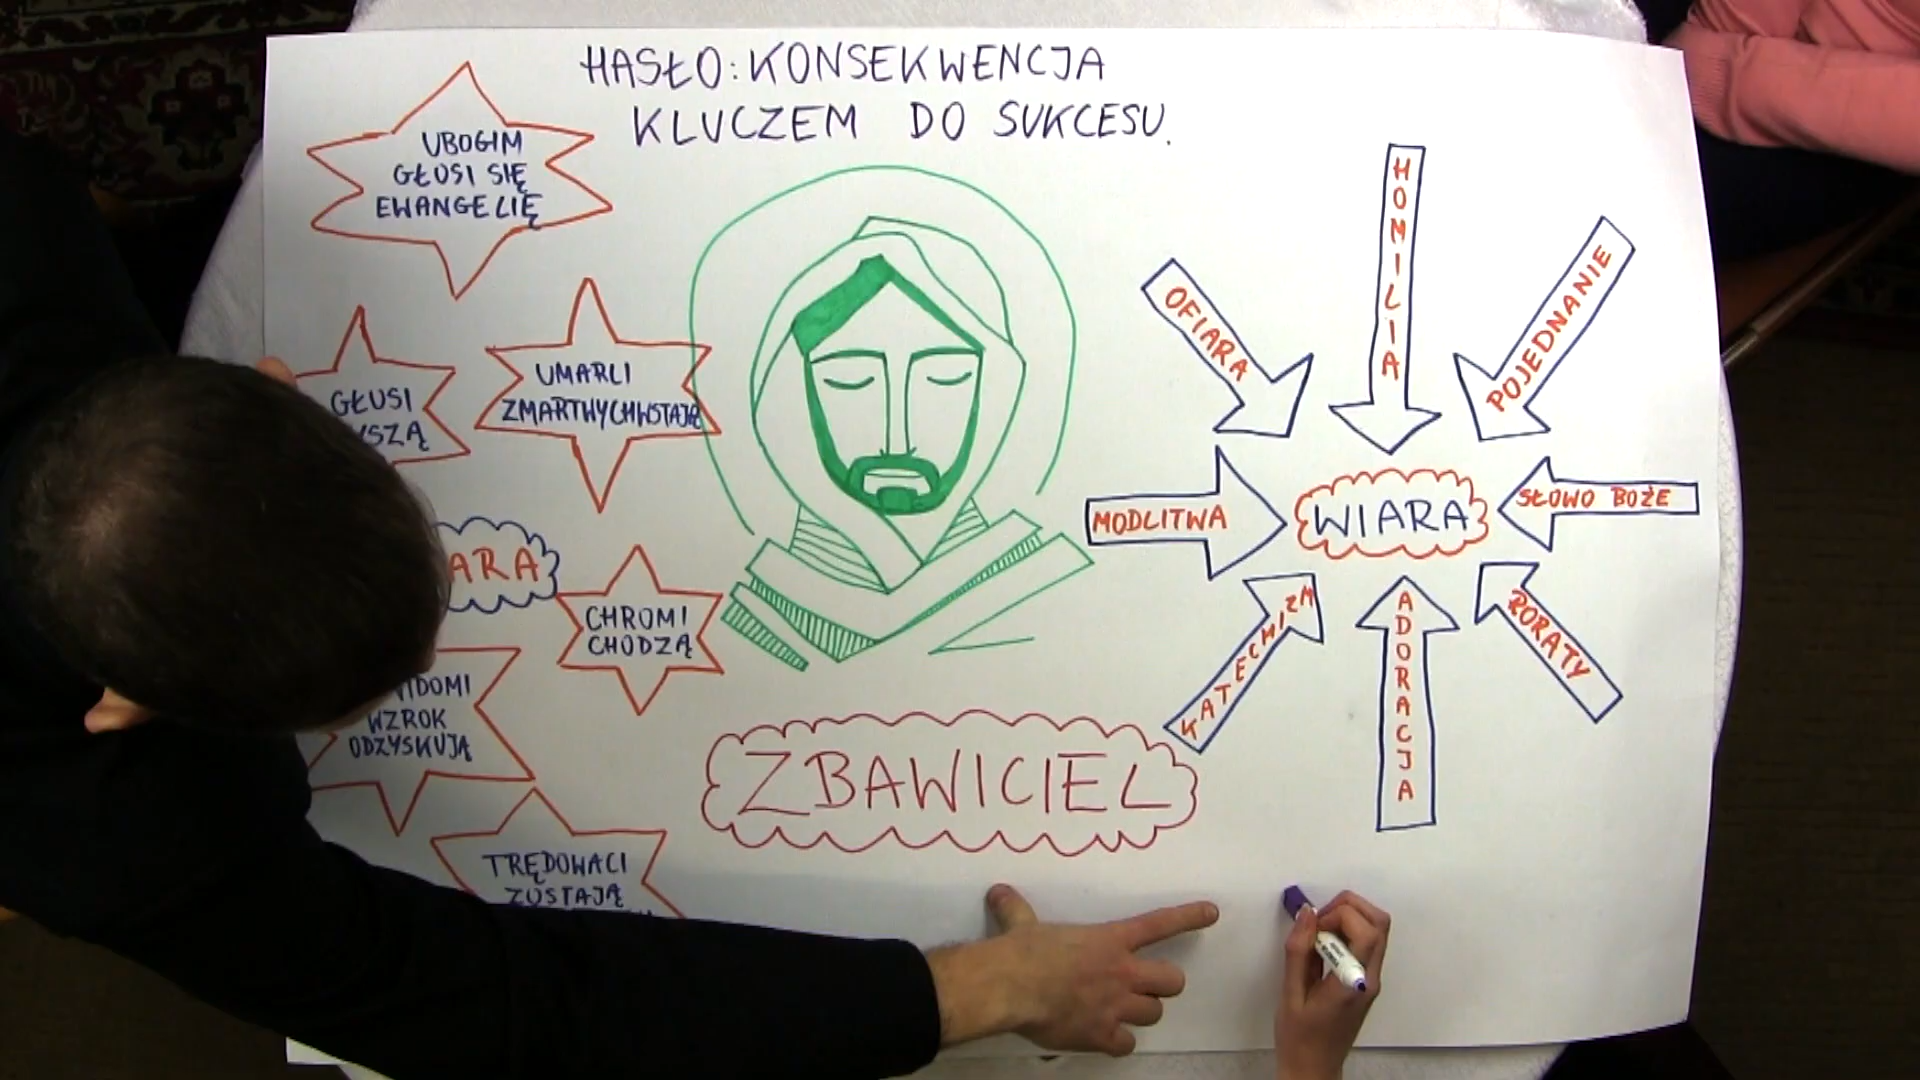 HASŁO: KONSEKWENCJA
KLUCZEM DO SUKCESU.
UBOGIM
GŁOSI SIĘ
EWANGELIĘ
GŁUSI
UMARLI
ZMARTWYCHWSTAJĄ
CHROMI
CHODZĄ
WZROK
ODZYSKUJĄ
TRĘDOWACI
ZOSTAJĄ
ZBAWICIEL
OFIARA
HOMILIA
POJEDNANIE
MODLITWA
WIARA
SŁOWO BOŻE
KATECHIZM
ADORACJA
RORATY